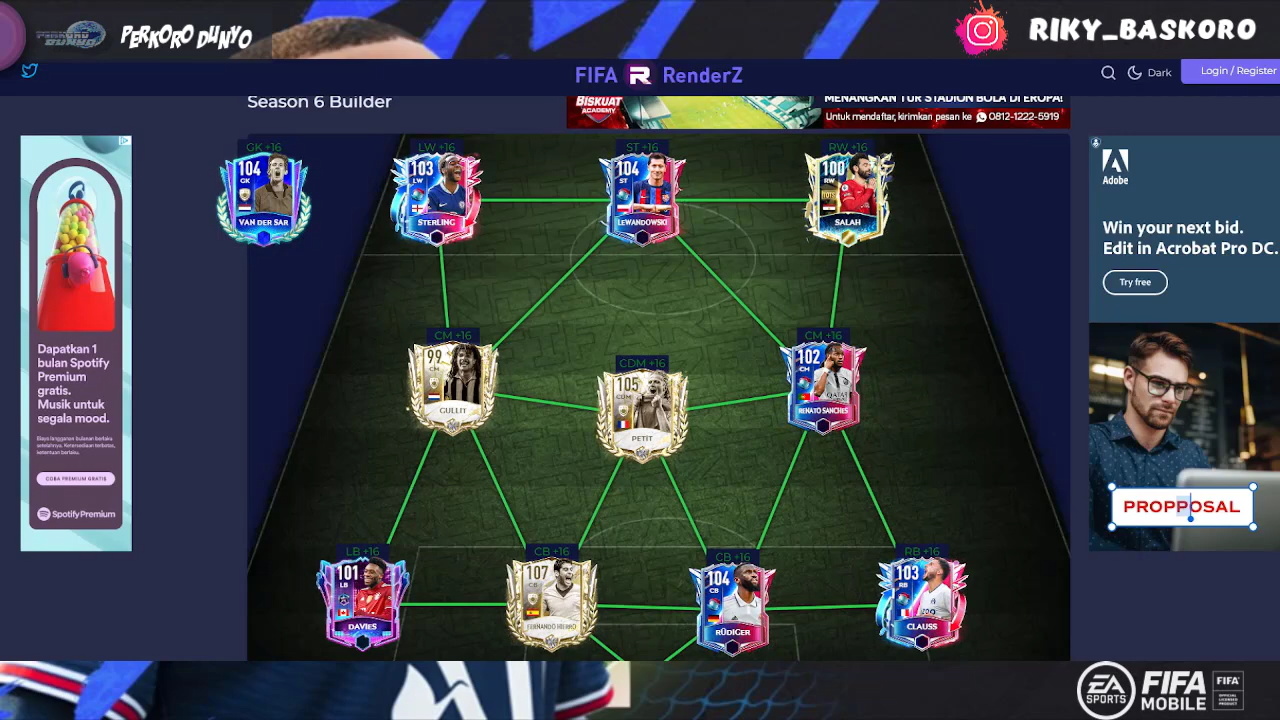 PERKORO DUNYO
RIKY_BASKORO
FIFA R RenderZ
Dark
Login / Register
Season 6 Builder
BISKUAT
ACADEMY
MENANGKAN TUR STADION BOLA DI EROPA!
Untuk mendaftar, kirimkan pesan ke 0812-1222-5919
GK +16
104
GK
VAN DER SAR
LW +16
103
LW
STERLING
ST +16
104
ST
LEWANDOWSKI
RW +16
100
RW
SALAH
CM +16
99
CM
GULLIT
CDM +16
105
CDM
PETIT
CM +16
102
CM
QATAR
RENATO SANCHES
LB +16
101
LB
DAVIES
CB +16
107
CB
FERNANDO HIERRO
CB +16
104
CB
RÜDIGER
RB +16
103
RB
CLAUSS
Dapatkan 1
bulan Spotify
Premium
gratis.
Musik untuk
segala mood.
COBA PREMIUM GRATIS
Spotify Premium
Adobe
Win your next bid.
Edit in Acrobat Pro DC.
Try free
PROPPOSAL
EA
SPORTS
FIFA
MOBILE
FIFA